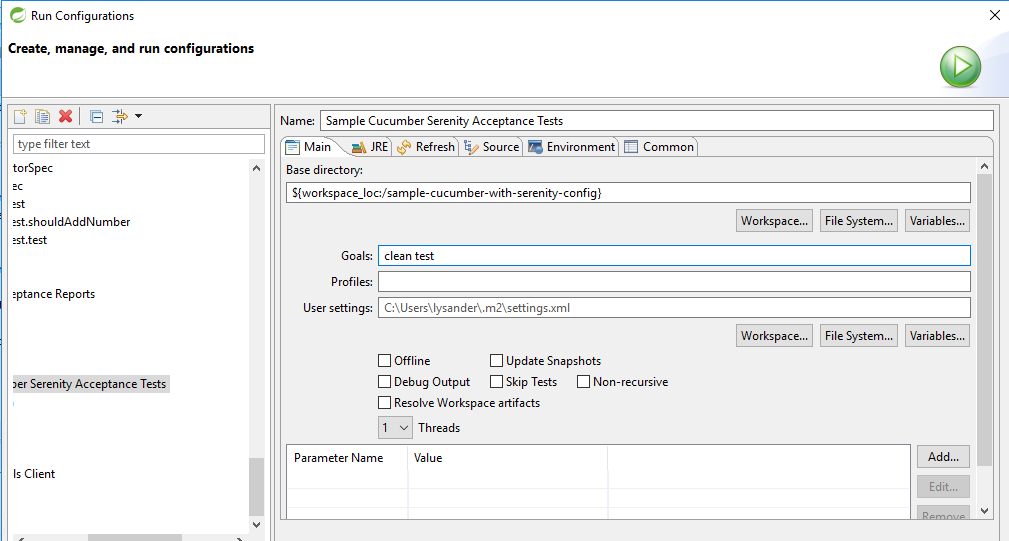 Run Configurations
Create, manage, and run configurations
type filter text
torSpec
ec
est
est.shouldAddNumber
est.test
eptance Reports
ber Serenity Acceptance Tests
ls Client
Name: Sample Cucumber Serenity Acceptance Tests
Main JRE Refresh Source Environment Common
Base directory:
${workspace_loc:/sample-cucumber-with-serenity-config}
Workspace... File System... Variables...
Goals: clean test
Profiles:
User settings: C:\Users\lysander\.m2\settings.xml
Workspace... File System... Variables...
Offline Update Snapshots
Debug Output Skip Tests Non-recursive
Resolve Workspace artifacts
1 Threads
Parameter Name Value
Add...
Edit...
Remove